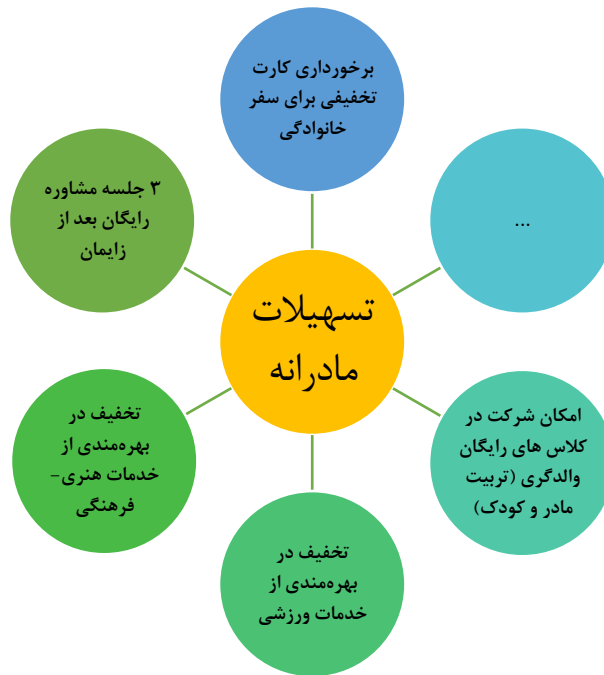 برخورداری کارت
تخفیفی برای سفر
خانوادگی
...
امکان شرکت در
کلاس های رایگان
والدگری (تربیت
مادر و کودک)
تخفیف در
بهره‌مندی از
خدمات ورزشی
تخفیف در
بهره‌مندی از
خدمات هنری-
فرهنگی
۳ جلسه مشاوره
رایگان بعد از
زایمان
تسهیلات
مادرانه